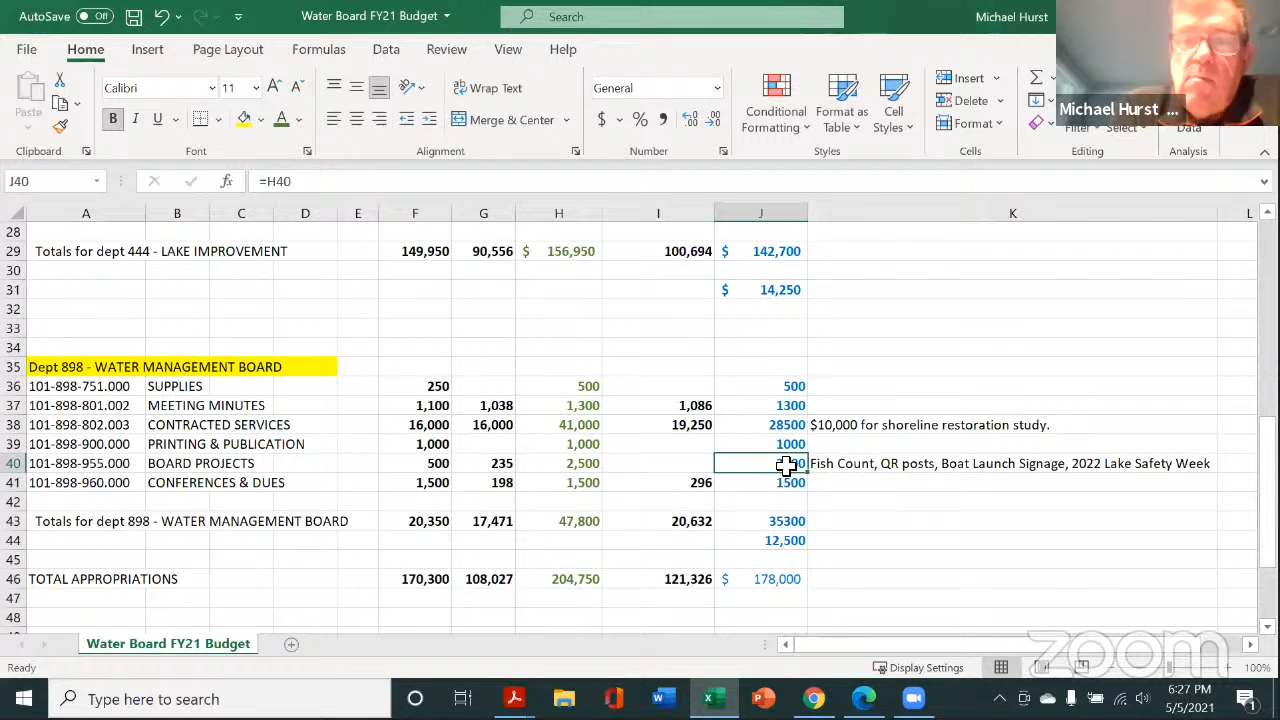 AutoSave Off Water Board FY21 Budget Search Michael Hurst
File Home Insert Page Layout Formulas Data Review View Help
Calibri 11 Wrap Text General Insert
Paste Merge & Center Conditional Formatting Format as Table Cell Styles Delete Format
Michael Hurst ...
Clipboard Font Alignment Number Styles Cells Editing Analysis
J40 fx =H40
A B C D E F G H I J K L
28
29 Totals for dept 444 - LAKE IMPROVEMENT 149,950 90,556 $ 156,950 100,694 $ 142,700
30
31 $ 14,250
32
33
34
35 Dept 898 - WATER MANAGEMENT BOARD
36 101-898-751.000 SUPPLIES 250 500 500
37 101-898-801.002 MEETING MINUTES 1,100 1,038 1,300 1,086 1300
38 101-898-802.003 CONTRACTED SERVICES 16,000 16,000 41,000 19,250 28500 $10,000 for shoreline restoration study.
39 101-898-900.000 PRINTING & PUBLICATION 1,000 1,000 1000
40 101-898-955.000 BOARD PROJECTS 500 235 2,500 Fish Count, QR posts, Boat Launch Signage, 2022 Lake Safety Week
41 101-898-960.000 CONFERENCES & DUES 1,500 198 1,500 296 1500
43 Totals for dept 898 - WATER MANAGEMENT BOARD 20,350 17,471 47,800 20,632 35300
44 12,500
45
46 TOTAL APPROPRIATIONS 170,300 108,027 204,750 121,326 $ 178,000
47
48
Water Board FY21 Budget
Ready Display Settings 100%
zoom
Type here to search 6:27 PM
5/5/2021